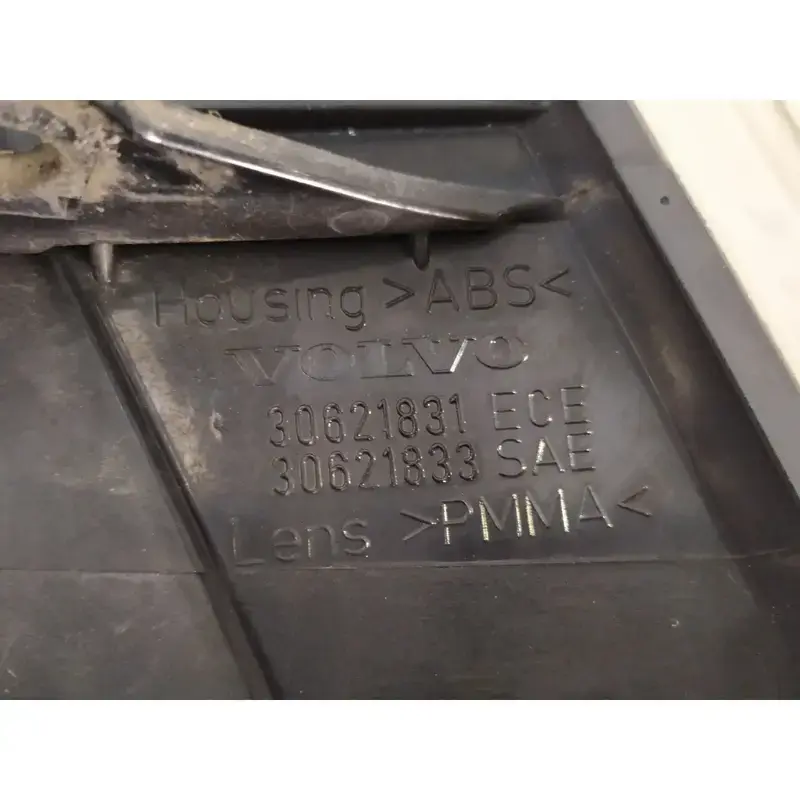 Housing >ABS<
VOLVO
30621831 ECE
30621833 SAE
Lens >PMMA<